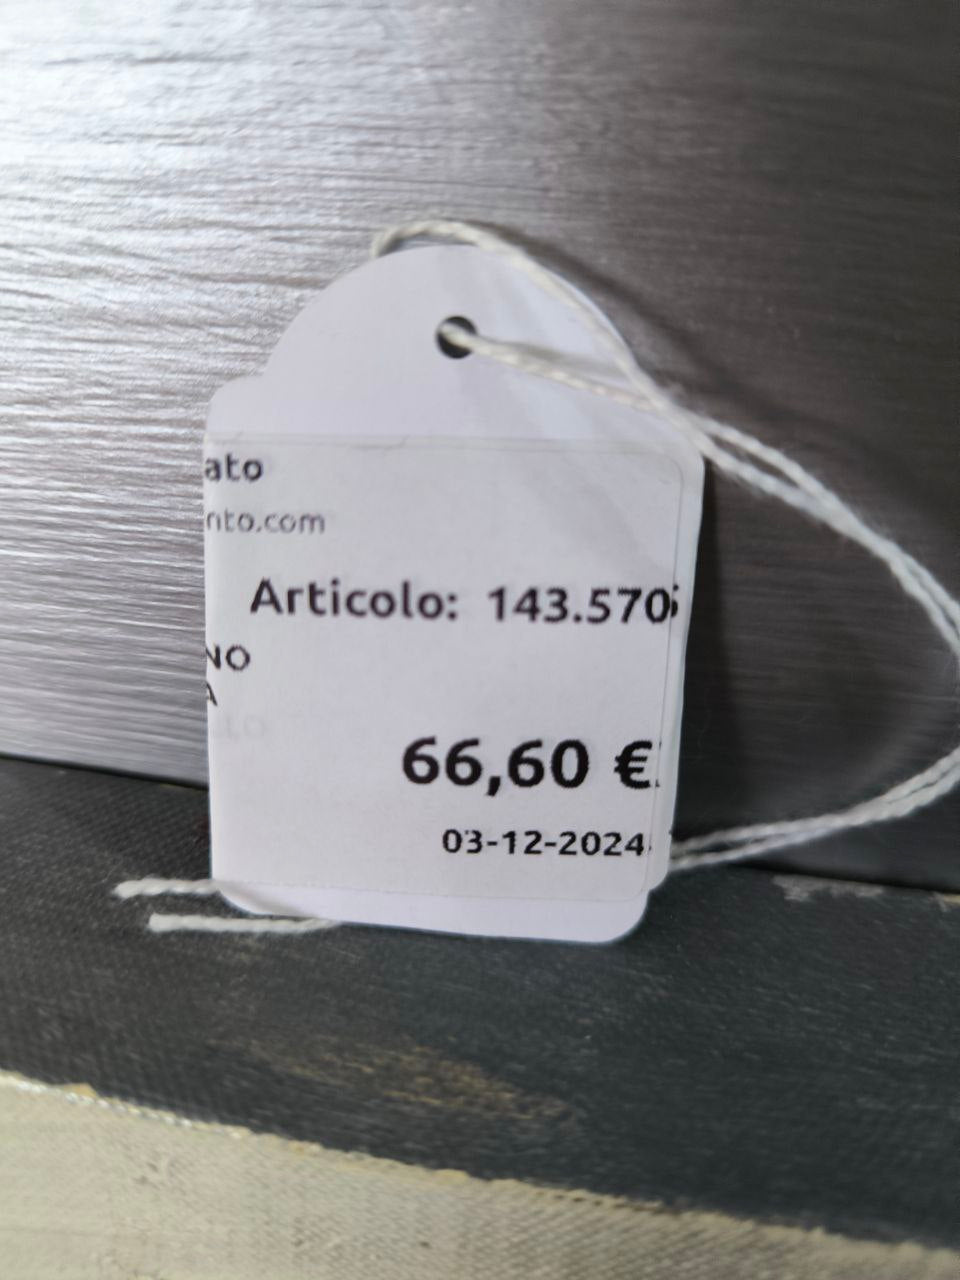 ato
nto.com
Articolo: 143.570
NO
A
66,60 €
03-12-2024